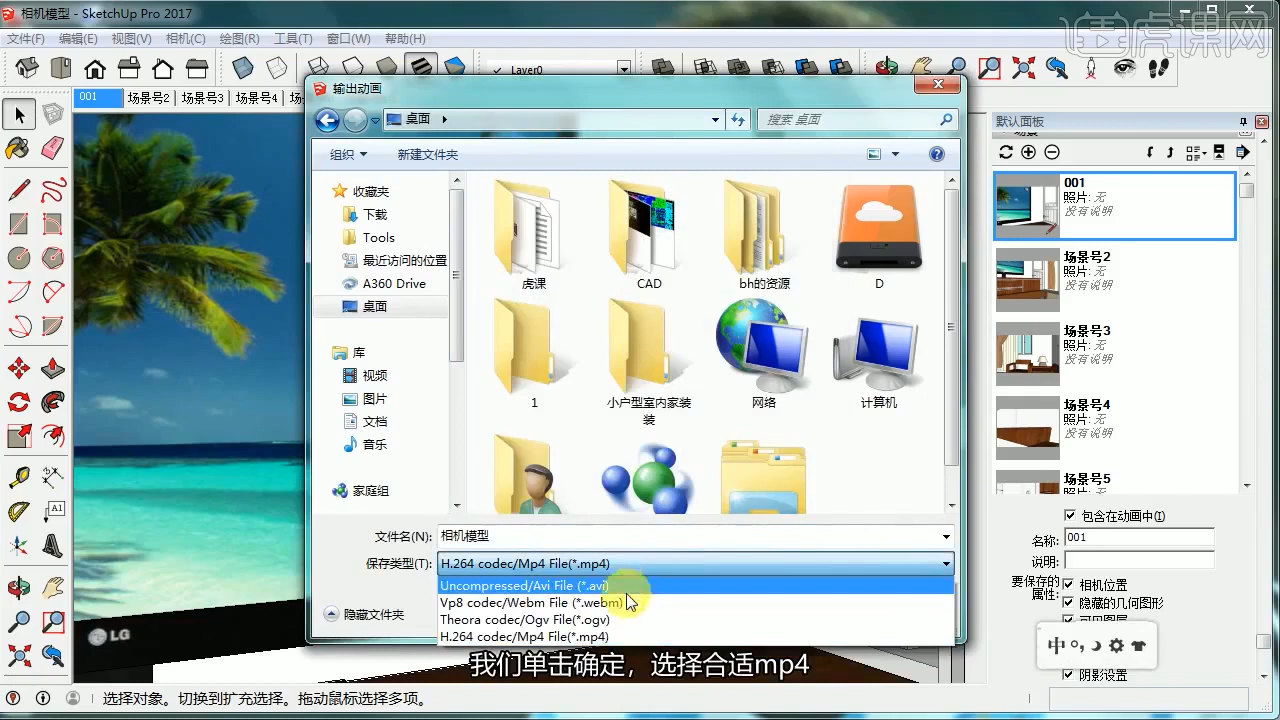 相机模型 - SketchUp Pro 2017
虎课网
文件(F) 编辑(E) 视图(V) 相机(C) 绘图(R) 工具(T) 窗口(W) 帮助(H)
Layer0
001 场景号2 场景号3 场景号4
输出动画
桌面
搜索 桌面
组织 新建文件夹
收藏夹
下载
Tools
最近访问的位置
A360 Drive
桌面
库
视频
图片
文档
音乐
家庭组
虎课
CAD
bh的资源
D
1
小户型室内家装
装
网络
计算机
文件名(N): 相机模型
保存类型(T): H.264 codec/Mp4 File(*.mp4)
Uncompressed/Avi File (*.avi)
Vp8 codec/Webm File (*.webm)
Theora codec/Ogv File(*.ogv)
H.264 codec/Mp4 File(*.mp4)
隐藏文件夹
默认面板
场景
001
照片: 无
没有说明
场景号2
照片: 无
没有说明
场景号3
照片: 无
没有说明
场景号4
照片: 无
没有说明
场景号5
照片: 无
包含在动画中(I)
名称: 001
说明:
要保存的
属性:
相机位置
隐藏的几何图形
可见图层
阴影设置
中
A1
LG
我们单击确定，选择合适mp4
选择对象。切换到扩充选择。拖动鼠标选择多项。